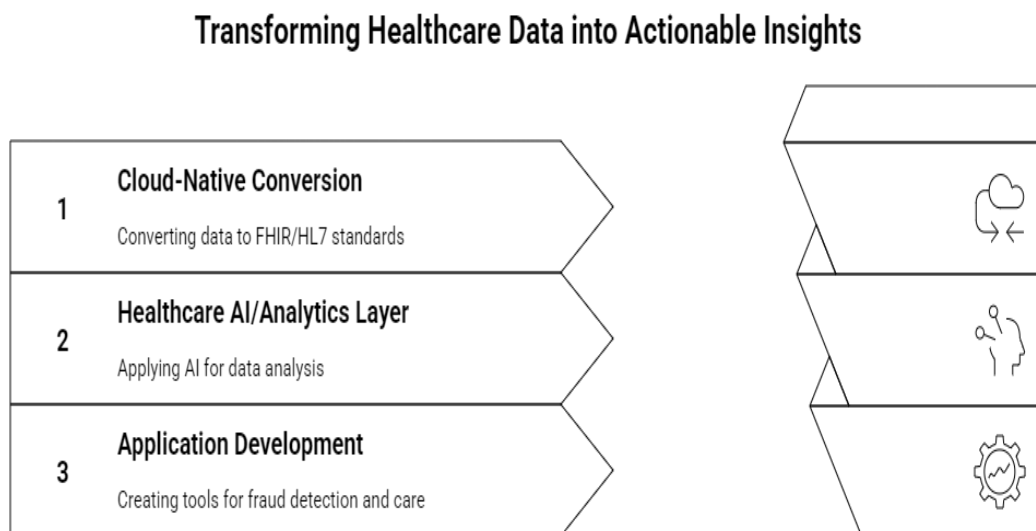 Transforming Healthcare Data into Actionable Insights
1
Cloud-Native Conversion
Converting data to FHIR/HL7 standards
2
Healthcare AI/Analytics Layer
Applying AI for data analysis
3
Application Development
Creating tools for fraud detection and care